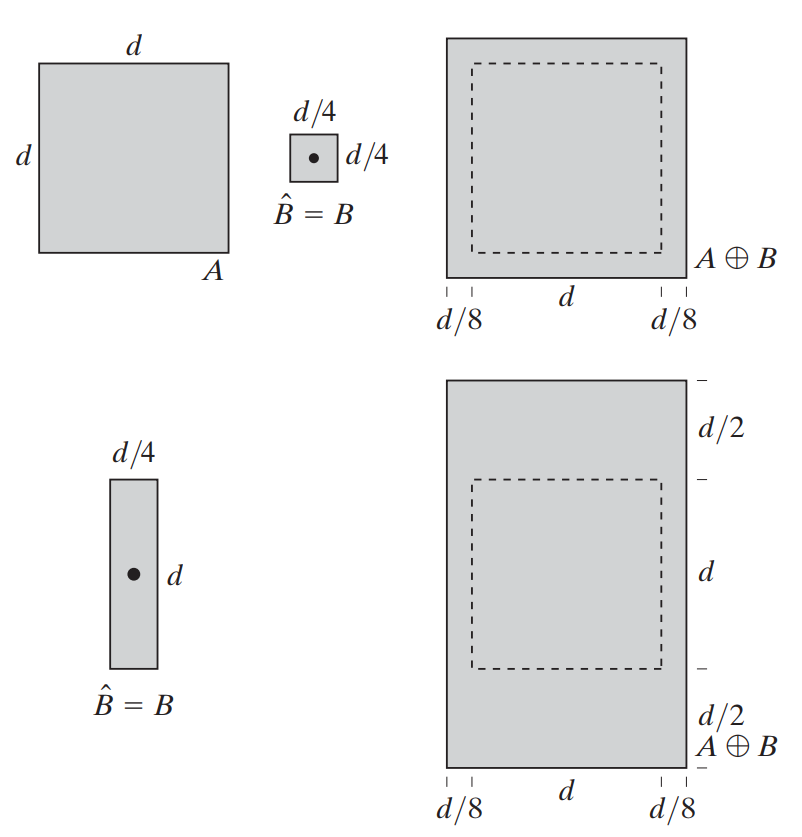 d
d
A
d/4
d/4
B̂ = B
A ⊕ B
d
d/8
d/8
d/4
d
B̂ = B
d/2
d
d/2
A ⊕ B
d
d/8
d/8